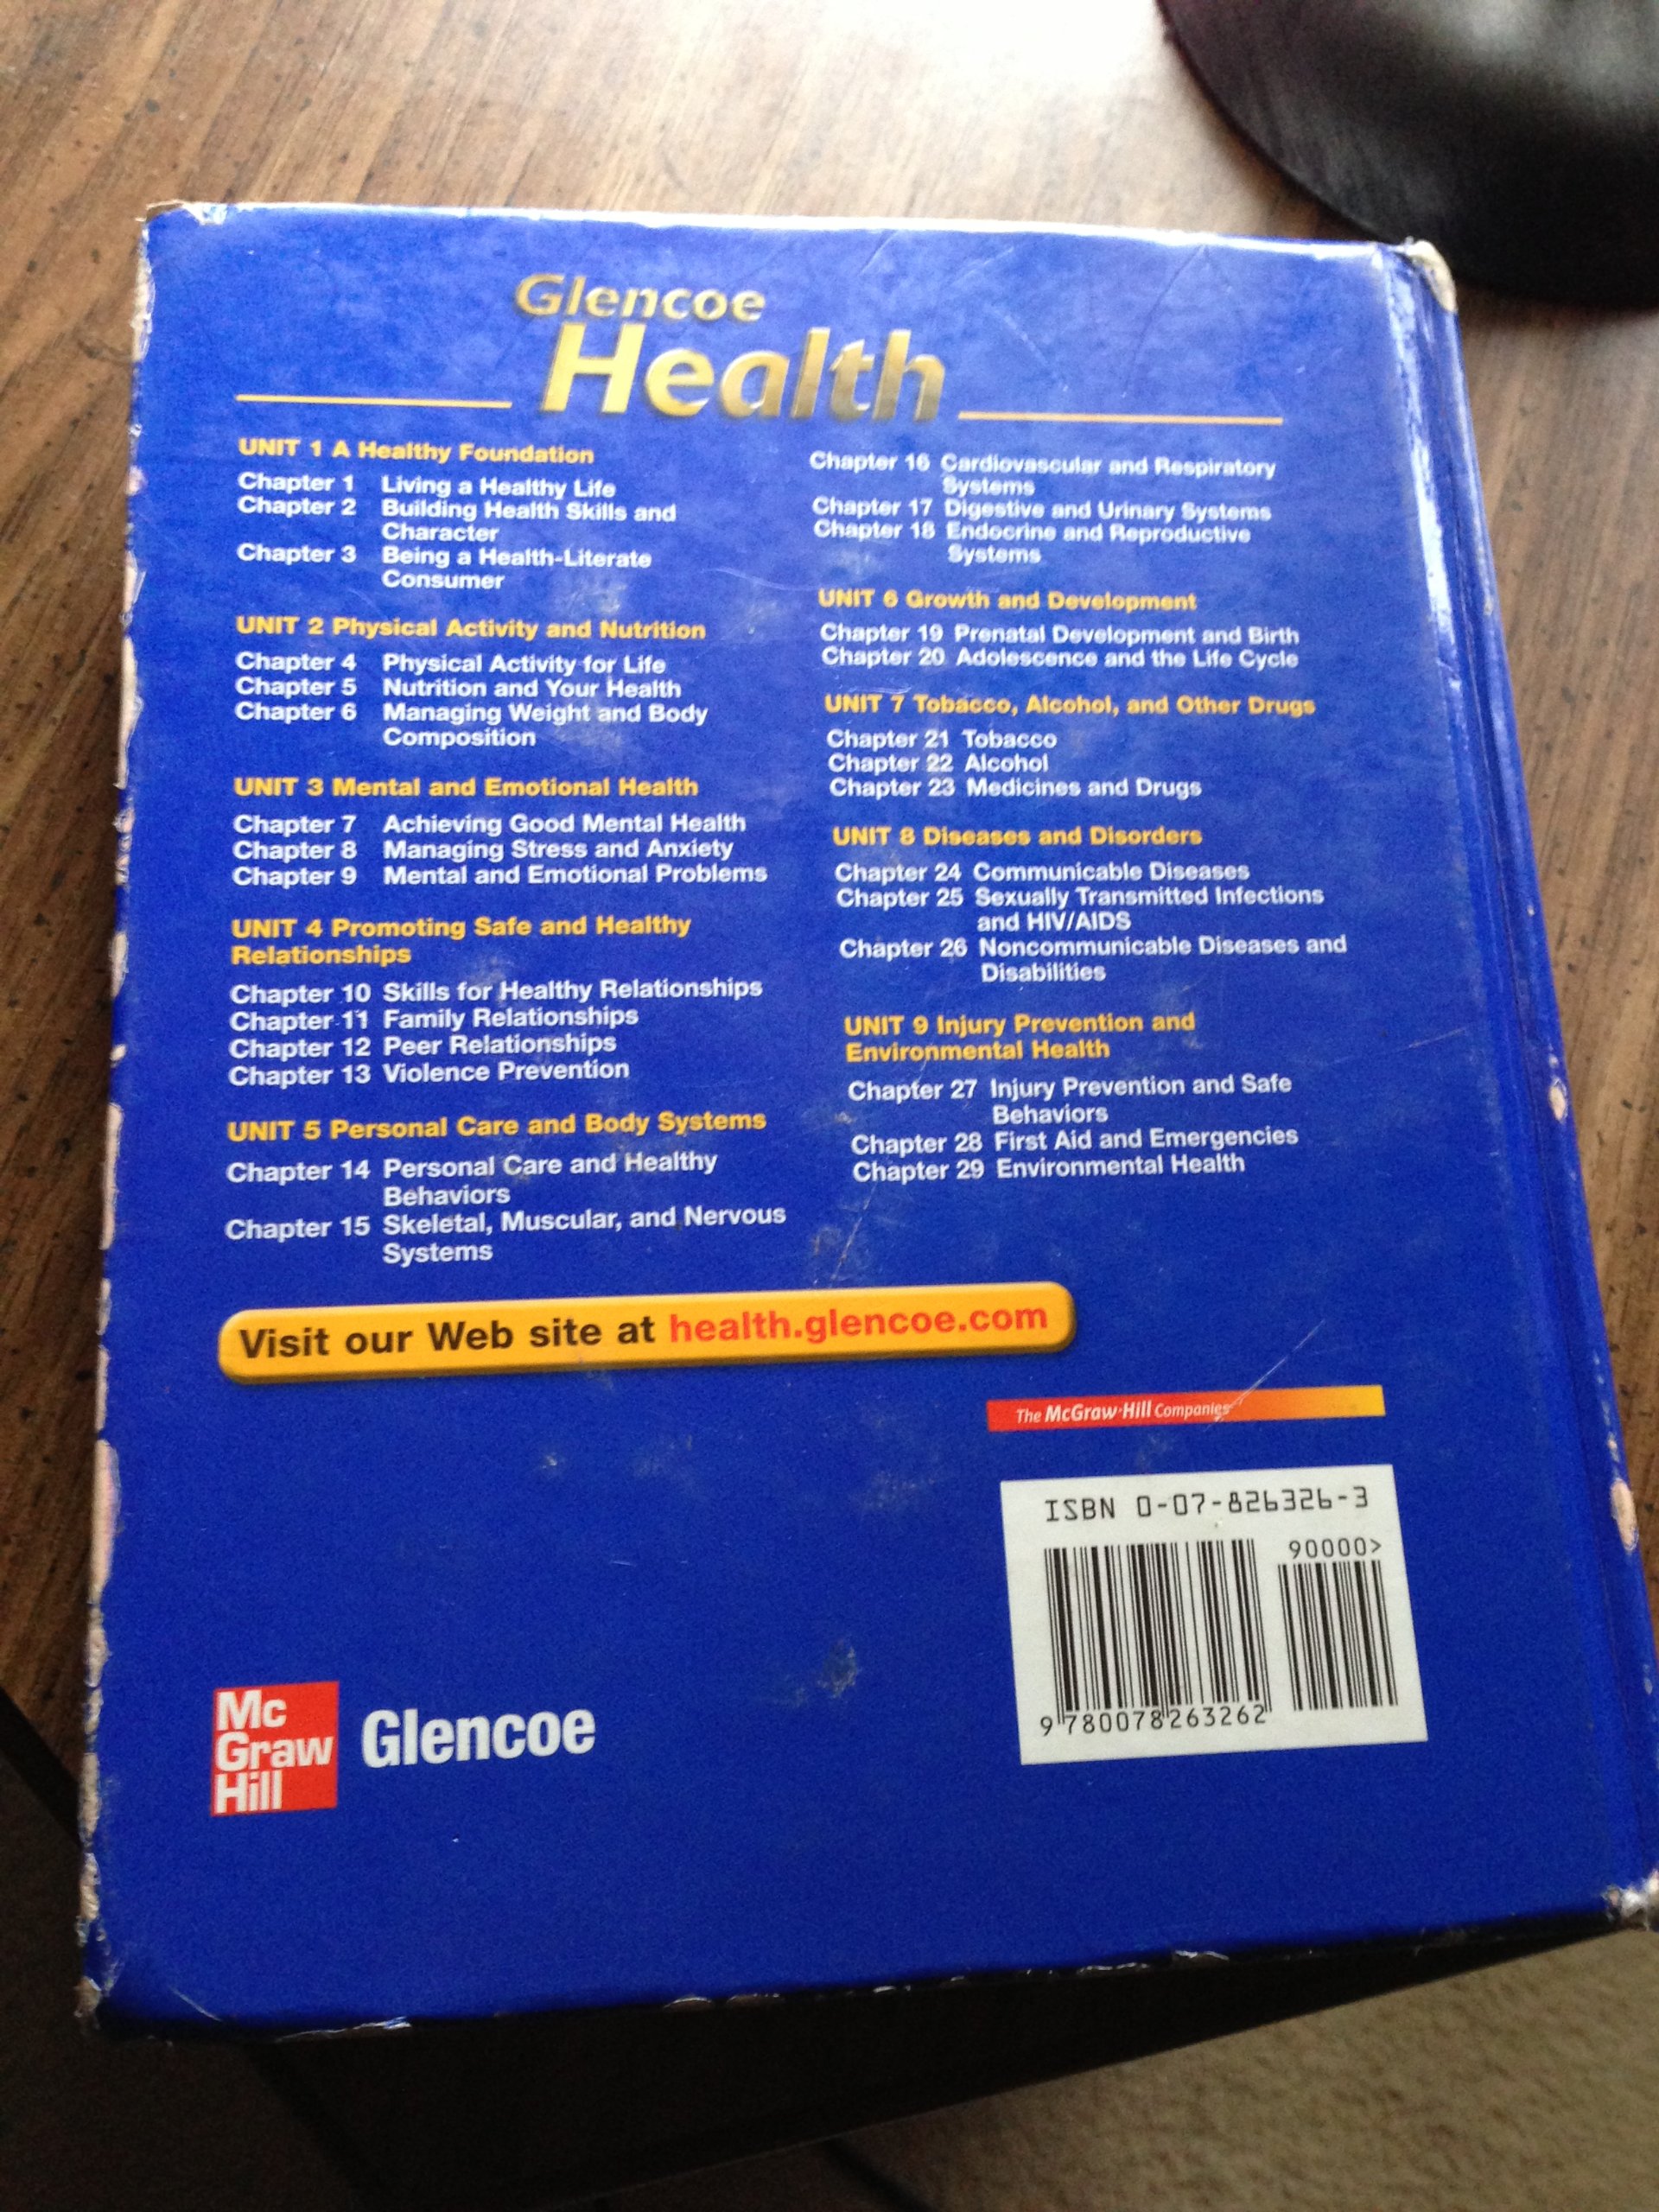 Glencoe
Health
UNIT 1 A Healthy Foundation
Chapter 1 Living a Healthy Life
Chapter 2 Building Health Skills and
Character
Chapter 3 Being a Health-Literate
Consumer
UNIT 2 Physical Activity and Nutrition
Chapter 4 Physical Activity for Life
Chapter 5 Nutrition and Your Health
Chapter 6 Managing Weight and Body
Composition
UNIT 3 Mental and Emotional Health
Chapter 7 Achieving Good Mental Health
Chapter 8 Managing Stress and Anxiety
Chapter 9 Mental and Emotional Problems
UNIT 4 Promoting Safe and Healthy
Relationships
Chapter 10 Skills for Healthy Relationships
Chapter 11 Family Relationships
Chapter 12 Peer Relationships
Chapter 13 Violence Prevention
UNIT 5 Personal Care and Body Systems
Chapter 14 Personal Care and Healthy
Behaviors
Chapter 15 Skeletal, Muscular, and Nervous
Systems
Chapter 16 Cardiovascular and Respiratory
Systems
Chapter 17 Digestive and Urinary Systems
Chapter 18 Endocrine and Reproductive
Systems
UNIT 6 Growth and Development
Chapter 19 Prenatal Development and Birth
Chapter 20 Adolescence and the Life Cycle
UNIT 7 Tobacco, Alcohol, and Other Drugs
Chapter 21 Tobacco
Chapter 22 Alcohol
Chapter 23 Medicines and Drugs
UNIT 8 Diseases and Disorders
Chapter 24 Communicable Diseases
Chapter 25 Sexually Transmitted Infections
and HIV/AIDS
Chapter 26 Noncommunicable Diseases and
Disabilities
UNIT 9 Injury Prevention and
Environmental Health
Chapter 27 Injury Prevention and Safe
Behaviors
Chapter 28 First Aid and Emergencies
Chapter 29 Environmental Health
Visit our Web site at health.glencoe.com
The McGraw·Hill Companies
ISBN 0-07-826326-3
90000>
9 780078 263262
Mc
Graw
Hill
Glencoe